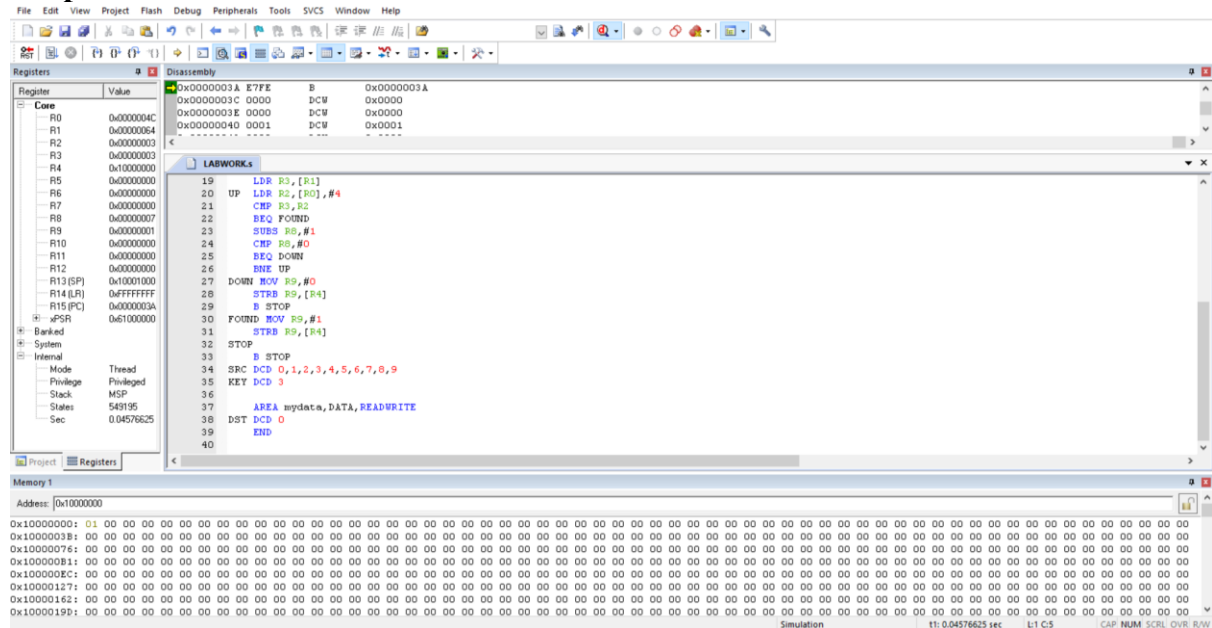 File Edit View Project Flash Debug Peripherals Tools SVCS Window Help
Registers
Register Value
Core
R0 0x0000004C
R1 0x00000064
R2 0x00000003
R3 0x00000003
R4 0x10000000
R5 0x00000000
R6 0x00000000
R7 0x00000000
R8 0x00000007
R9 0x00000001
R10 0x00000000
R11 0x00000000
R12 0x00000000
R13 (SP) 0x10001000
R14 (LR) 0xFFFFFFFF
R15 (PC) 0x0000003A
xPSR 0x61000000
Banked
System
Internal
Mode Thread
Privilege Privileged
Stack MSP
States 549195
Sec 0.04576625
Project Registers
Disassembly
0x0000003A E7FE B 0x0000003A
0x0000003C 0000 DCW 0x0000
0x0000003E 0000 DCW 0x0000
0x00000040 0001 DCW 0x0001
LABWORK.s
19 LDR R3,[R1]
20 UP LDR R2,[R0],#4
21 CMP R3,R2
22 BEQ FOUND
23 SUBS R8,#1
24 CMP R8,#0
25 BEQ DOWN
26 BNE UP
27 DOWN MOV R9,#0
28 STRB R9,[R4]
29 B STOP
30 FOUND MOV R9,#1
31 STRB R9,[R4]
32 STOP
33 B STOP
34 SRC DCD 0,1,2,3,4,5,6,7,8,9
35 KEY DCD 3
36
37 AREA mydata,DATA,READWRITE
38 DST DCD 0
39 END
40
Memory 1
Address: 0x10000000
0x10000000: 01 00 00 00 00 00 00 00 00 00 00 00 00 00 00 00 00 00 00 00 00 00 00 00 00 00 00 00 00 00 00 00 00 00 00 00 00 00 00 00 00 00 00 00 00 00 00 00 00 00 00 00 00 00 00 00 00 00 00
0x1000003B: 00 00 00 00 00 00 00 00 00 00 00 00 00 00 00 00 00 00 00 00 00 00 00 00 00 00 00 00 00 00 00 00 00 00 00 00 00 00 00 00 00 00 00 00 00 00 00 00 00 00 00 00 00 00 00 00 00 00 00
0x10000076: 00 00 00 00 00 00 00 00 00 00 00 00 00 00 00 00 00 00 00 00 00 00 00 00 00 00 00 00 00 00 00 00 00 00 00 00 00 00 00 00 00 00 00 00 00 00 00 00 00 00 00 00 00 00 00 00 00 00 00
0x100000B1: 00 00 00 00 00 00 00 00 00 00 00 00 00 00 00 00 00 00 00 00 00 00 00 00 00 00 00 00 00 00 00 00 00 00 00 00 00 00 00 00 00 00 00 00 00 00 00 00 00 00 00 00 00 00 00 00 00 00 00
0x100000EC: 00 00 00 00 00 00 00 00 00 00 00 00 00 00 00 00 00 00 00 00 00 00 00 00 00 00 00 00 00 00 00 00 00 00 00 00 00 00 00 00 00 00 00 00 00 00 00 00 00 00 00 00 00 00 00 00 00 00 00
0x10000127: 00 00 00 00 00 00 00 00 00 00 00 00 00 00 00 00 00 00 00 00 00 00 00 00 00 00 00 00 00 00 00 00 00 00 00 00 00 00 00 00 00 00 00 00 00 00 00 00 00 00 00 00 00 00 00 00 00 00 00
0x10000162: 00 00 00 00 00 00 00 00 00 00 00 00 00 00 00 00 00 00 00 00 00 00 00 00 00 00 00 00 00 00 00 00 00 00 00 00 00 00 00 00 00 00 00 00 00 00 00 00 00 00 00 00 00 00 00 00 00 00 00
0x1000019D: 00 00 00 00 00 00 00 00 00 00 00 00 00 00 00 00 00 00 00 00 00 00 00 00 00 00 00 00 00 00 00 00 00 00 00 00 00 00 00 00 00 00 00 00 00 00 00 00 00 00 00 00 00 00 00 00 00 00 00
Simulation t1: 0.04576625 sec L:1 C:5 CAP NUM SCRL OVR R/W